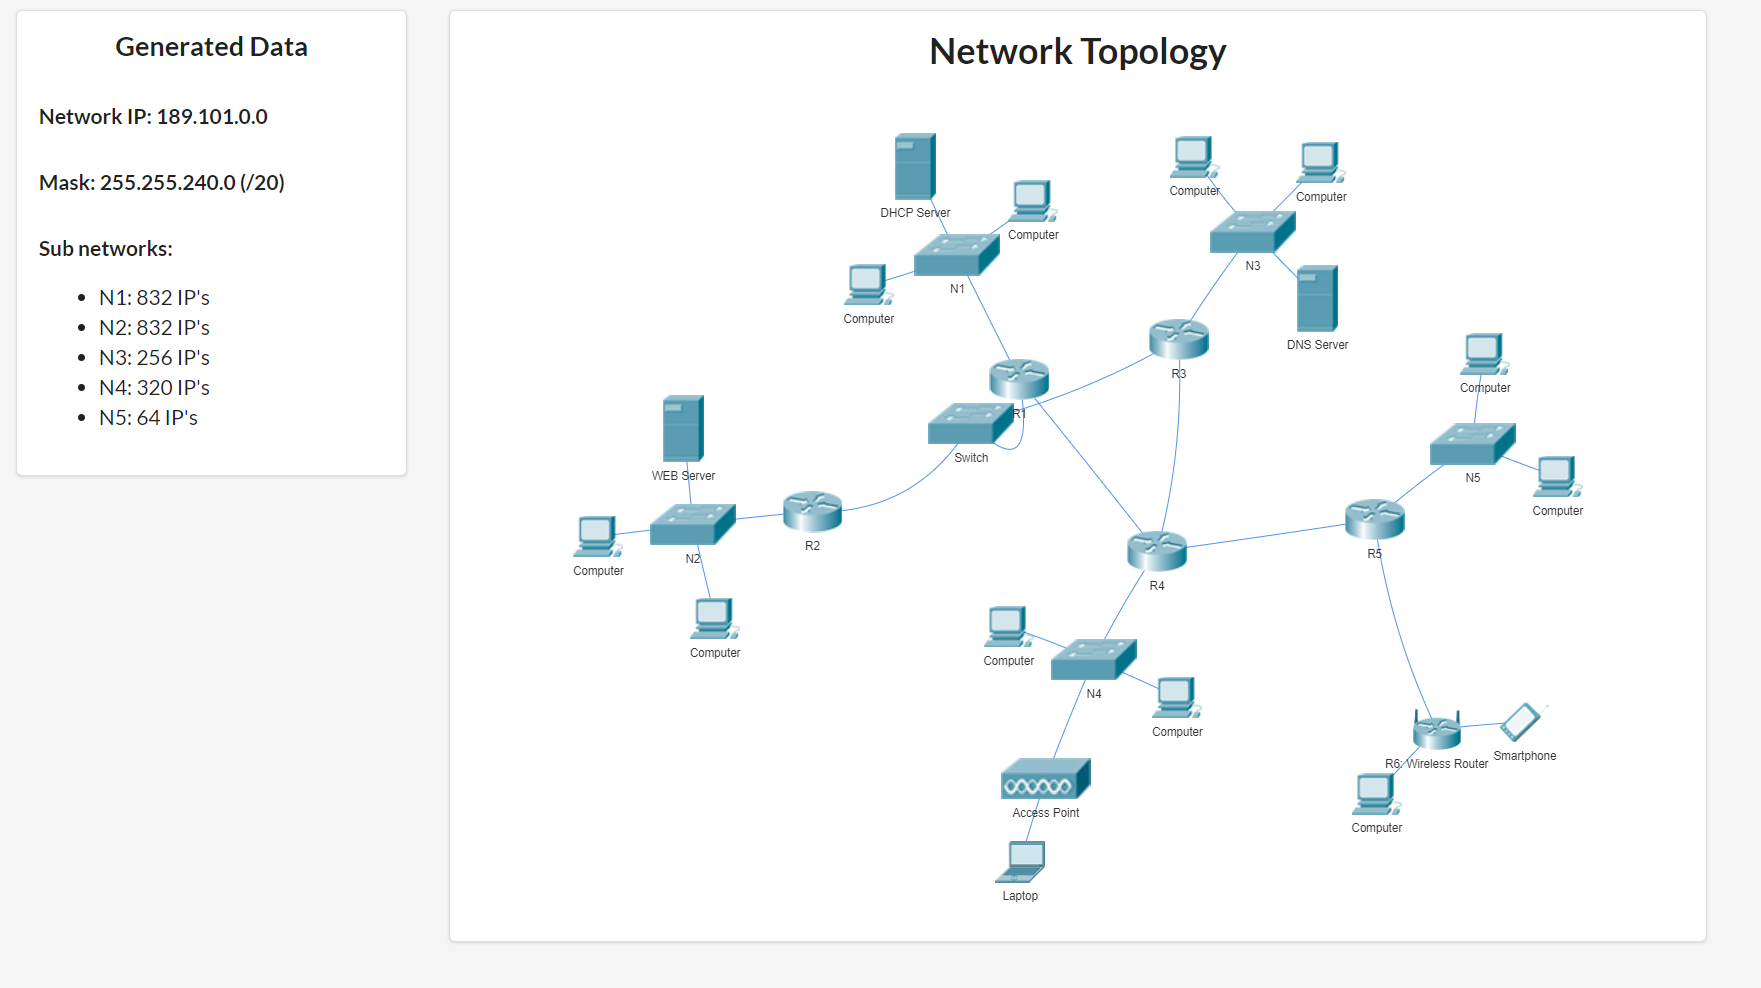 Generated Data
Network IP: 189.101.0.0
Mask: 255.255.240.0 (/20)
Sub networks:
N1: 832 IP's
N2: 832 IP's
N3: 256 IP's
N4: 320 IP's
N5: 64 IP's
Network Topology
DHCP Server
Computer
N1
Computer
Computer
Computer
N3
DNS Server
R1
R3
Switch
WEB Server
Computer
N2
R2
Computer
Computer
N5
Computer
R4
R5
Computer
N4
Computer
Access Point
Laptop
R6: Wireless Router
Smartphone
Computer